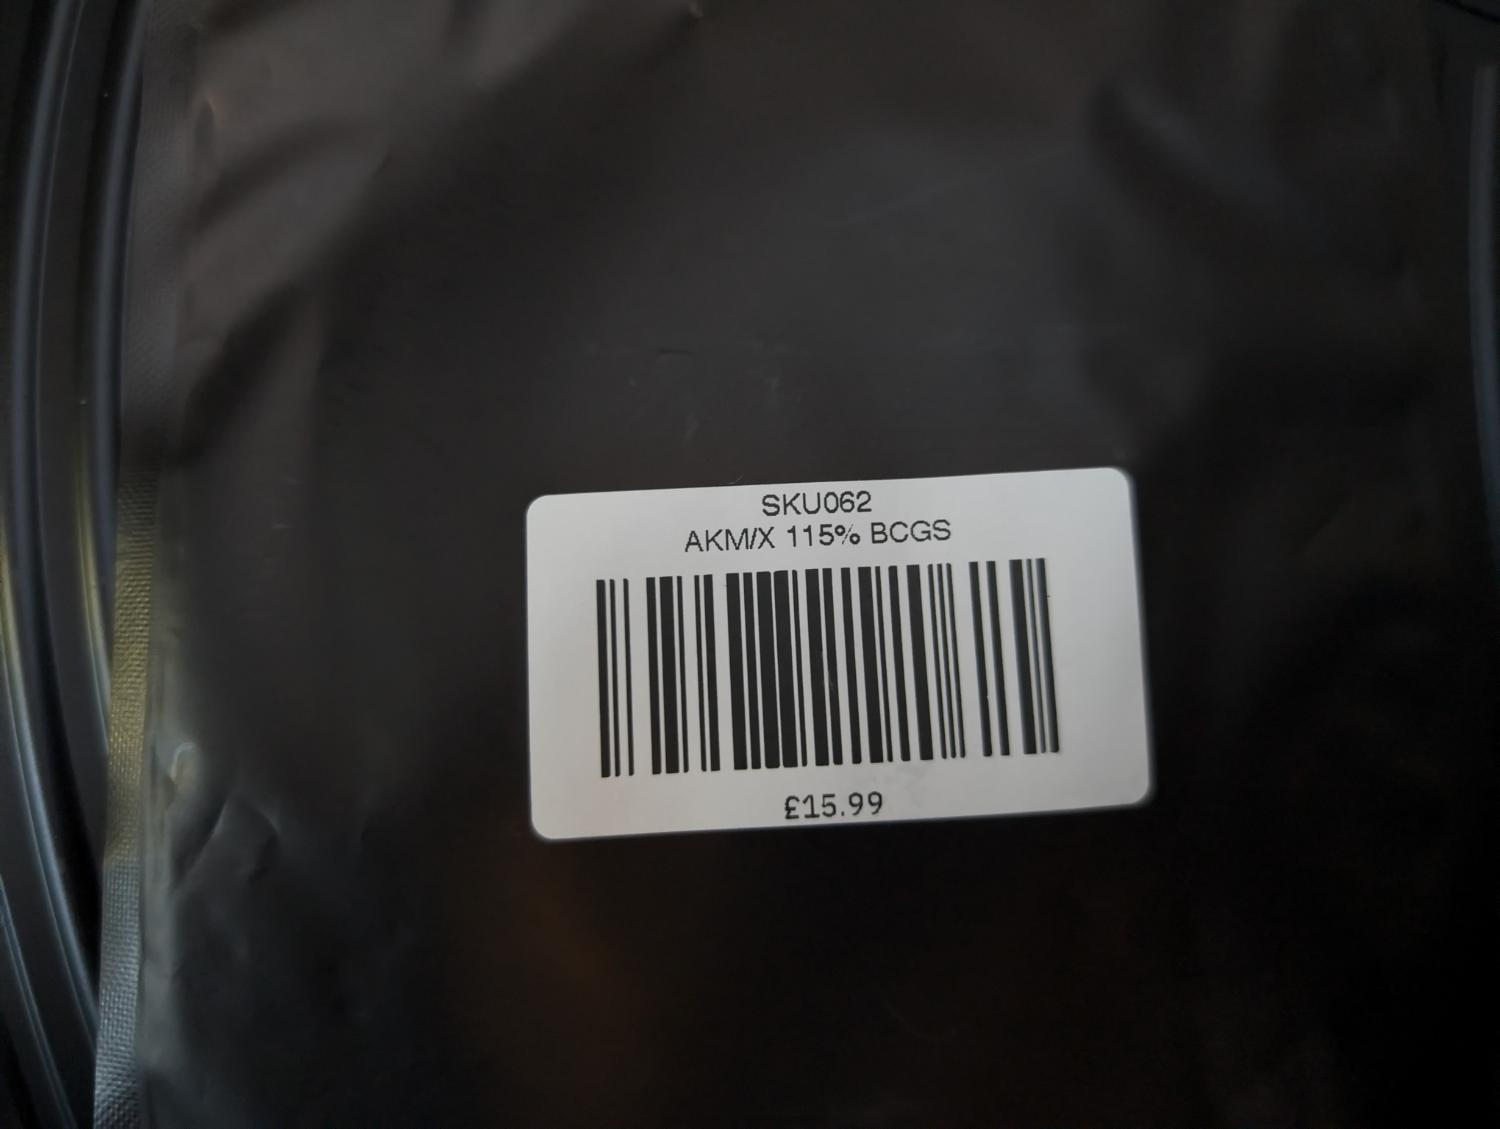 SKU062
AKM/X 115% BCGS
£15.99